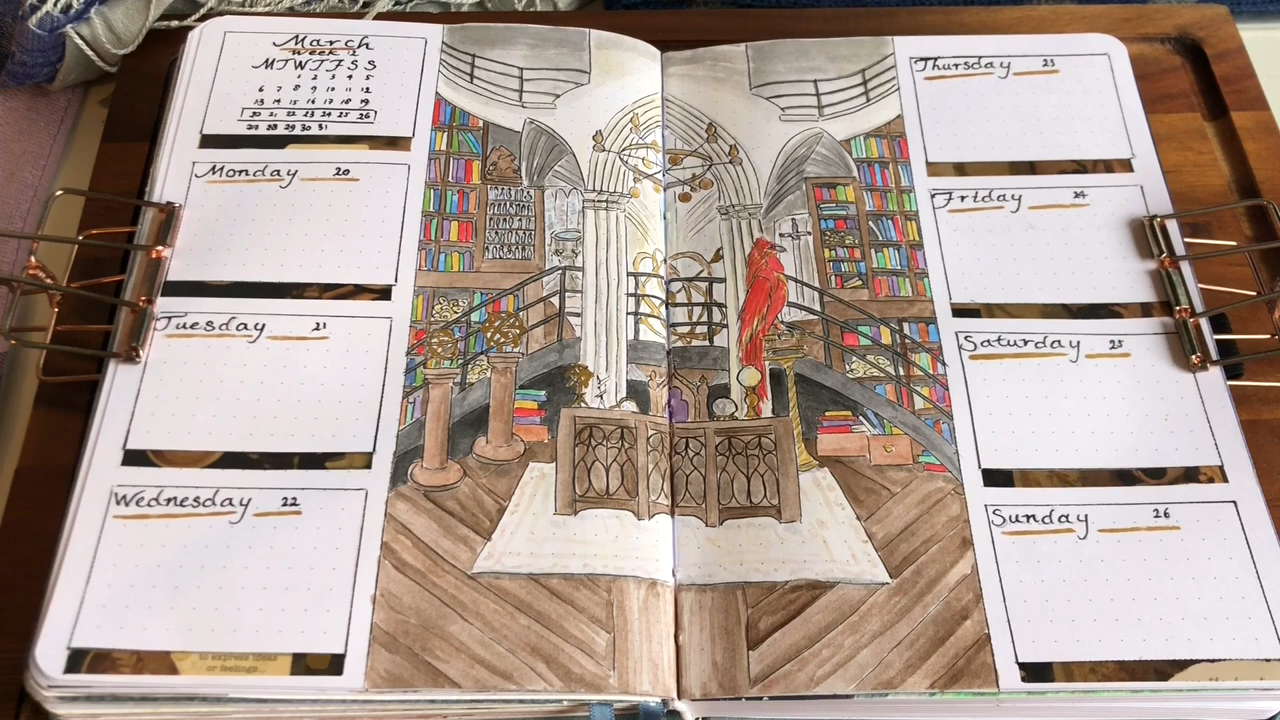 March
Week 12
M T W T F S S
1 2 3 4 5
6 7 8 9 10 11 12
13 14 15 16 17 18 19
20 21 22 23 24 25 26
27 28 29 30 31
Monday 20
Tuesday 21
Wednesday 22
to express ideas
or feelings...
Thursday 23
Friday 24
Saturday 25
Sunday 26